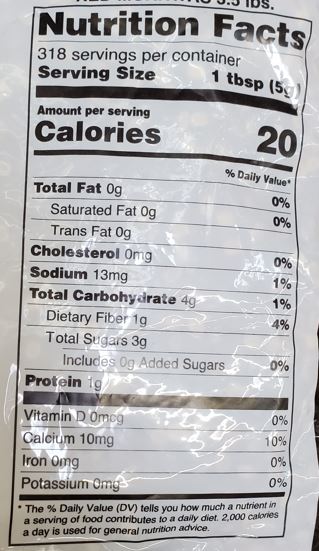 3.5 lbs.
Nutrition Facts
318 servings per container
Serving Size 1 tbsp (5g)
Amount per serving
Calories 20
% Daily Value*
Total Fat 0g 0%
Saturated Fat 0g 0%
Trans Fat 0g
Cholesterol 0mg 0%
Sodium 13mg 1%
Total Carbohydrate 4g 1%
Dietary Fiber 1g 4%
Total Sugars 3g
Includes 0g Added Sugars 0%
Protein 1g
Vitamin D 0mcg 0%
Calcium 10mg 10%
Iron 0mg 0%
Potassium 0mg 0%
* The % Daily Value (DV) tells you how much a nutrient in
a serving of food contributes to a daily diet. 2,000 calories
a day is used for general nutrition advice.